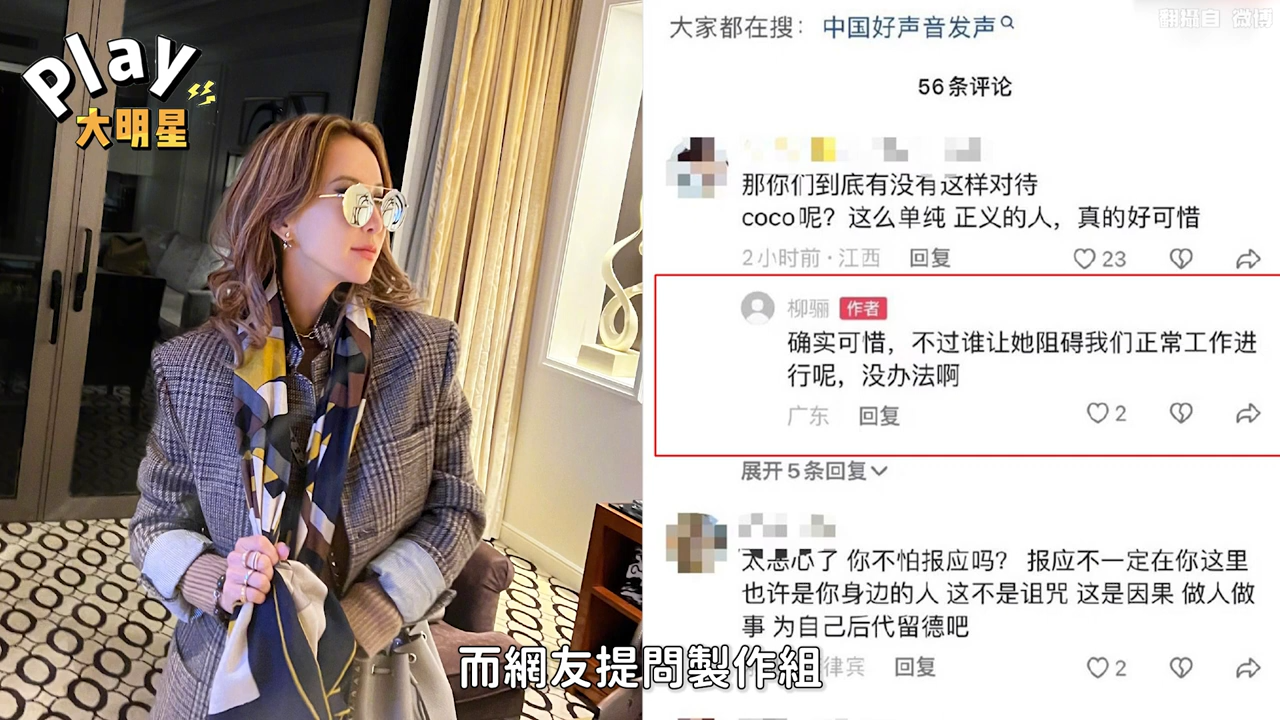 Play
大明星
翻攝自 微博
大家都在搜： 中国好声音发声
56条评论
那你们到底有没有这样对待
coco呢？这么单纯 正义的人，真的好可惜
2小时前·江西 回复 23
柳骊 作者
确实可惜，不过谁让她阻碍我们正常工作进
行呢，没办法啊
广东 回复 2
展开5条回复
太恶心了 你不怕报应吗？ 报应不一定在你这里
也许是你身边的人 这不是诅咒 这是因果 做人做
事 为自己后代留德吧
律宾 回复 2
而網友提問製作組